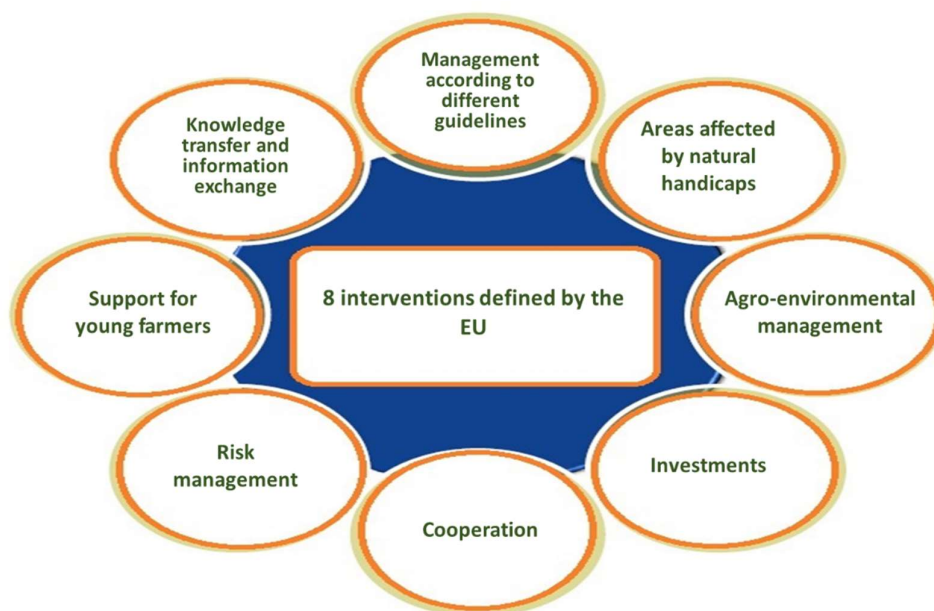 Management
according to
different
guidelines
Areas affected
by natural
handicaps
Agro-environmental
management
Investments
Cooperation
Risk
management
Support for
young farmers
Knowledge
transfer and
information
exchange
8 interventions defined by the
EU